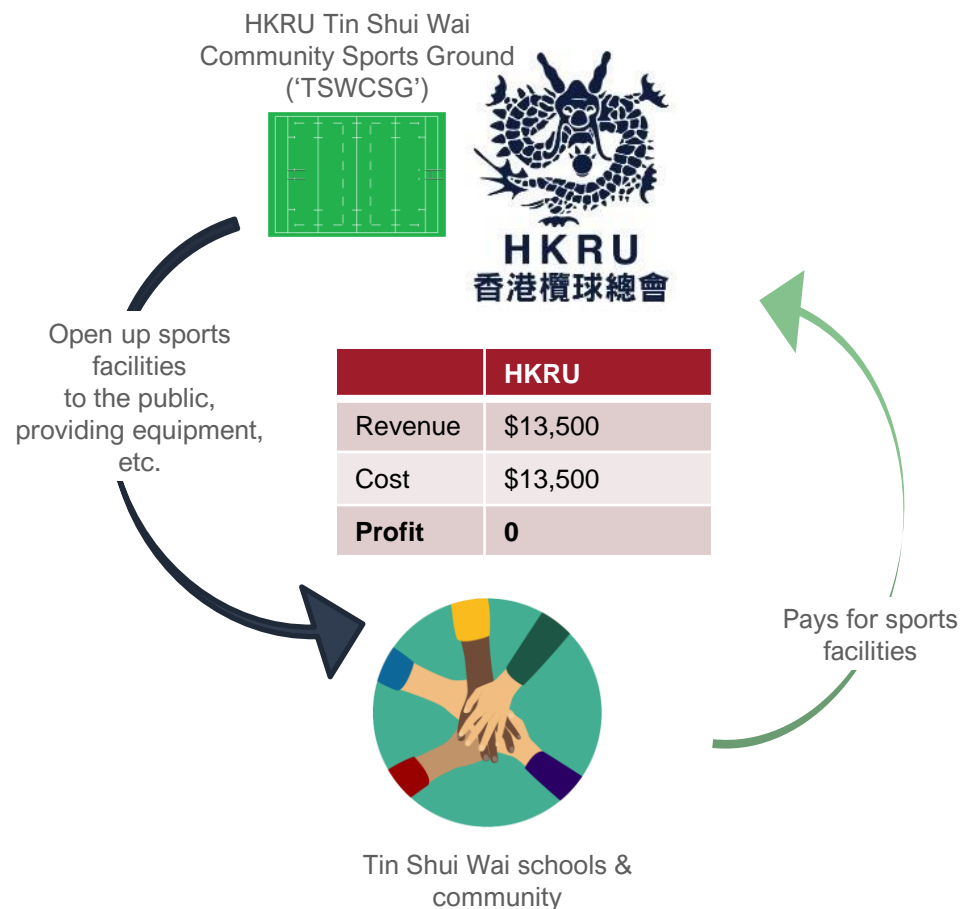 HKRU Tin Shui Wai
Community Sports Ground
(‘TSWCSG’)
HKRU
香港欖球總會
Open up sports
facilities
to the public,
providing equipment,
etc.
HKRU
Revenue $13,500
Cost $13,500
Profit 0
Pays for sports
facilities
Tin Shui Wai schools &
community